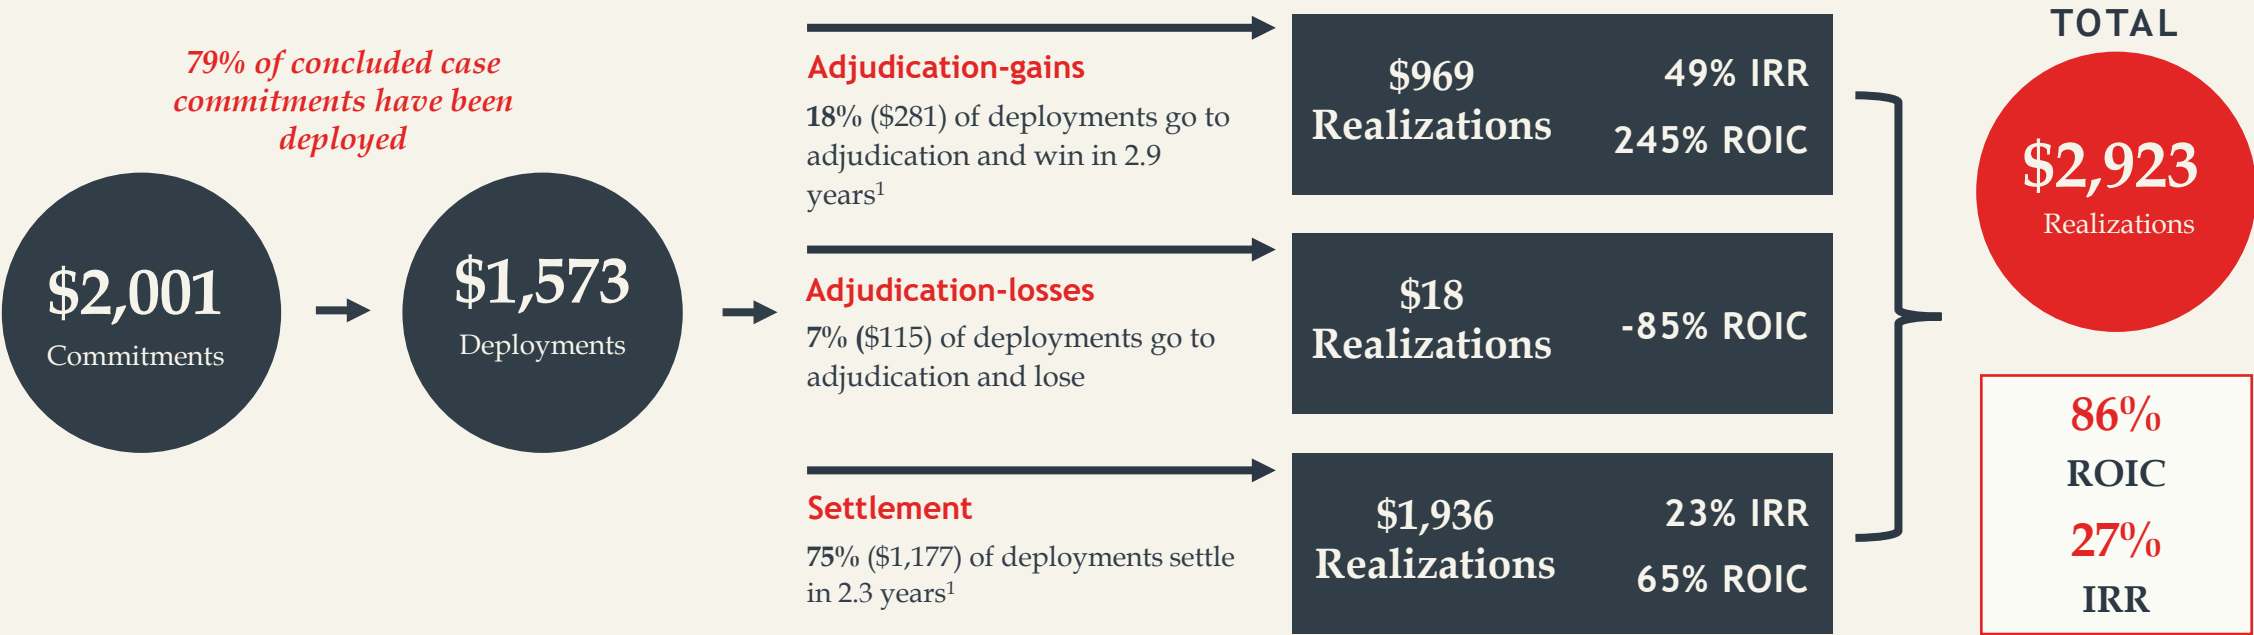 79% of concluded case
commitments have been
deployed
$2,001
Commitments
$1,573
Deployments
Adjudication-gains
18% ($281) of deployments go to
adjudication and win in 2.9
years¹
$969
Realizations
49% IRR
245% ROIC
Adjudication-losses
7% ($115) of deployments go to
adjudication and lose
$18
Realizations
-85% ROIC
Settlement
75% ($1,177) of deployments settle
in 2.3 years¹
$1,936
Realizations
23% IRR
65% ROIC
TOTAL
$2,923
Realizations
86%
ROIC
27%
IRR